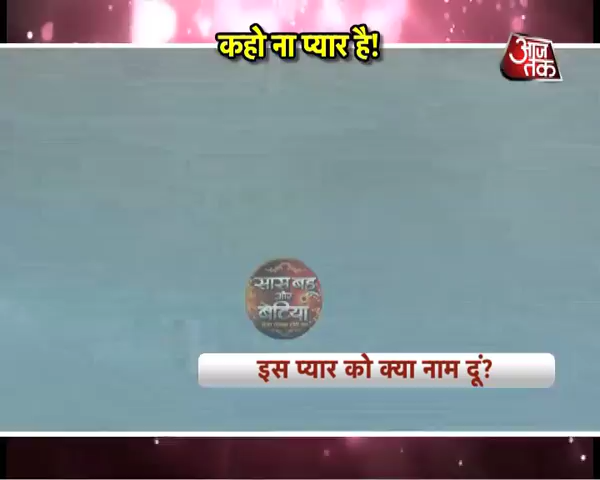 कहो ना प्यार है!
आज
तक
सास बहू
और
बेटियां
इस प्यार को क्या नाम दूं?